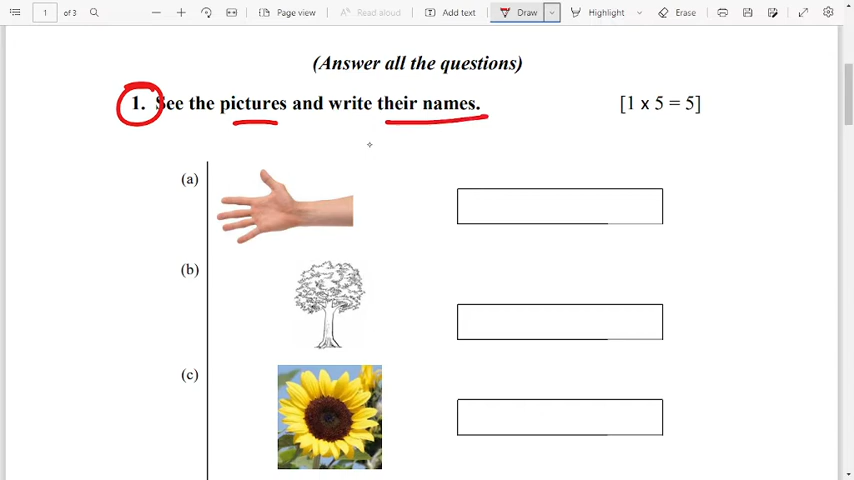 1 of 3 Page view Read aloud Add text Draw Highlight Erase
(Answer all the questions)
1. See the pictures and write their names. [1 x 5 = 5]
(a)
(b)
(c)